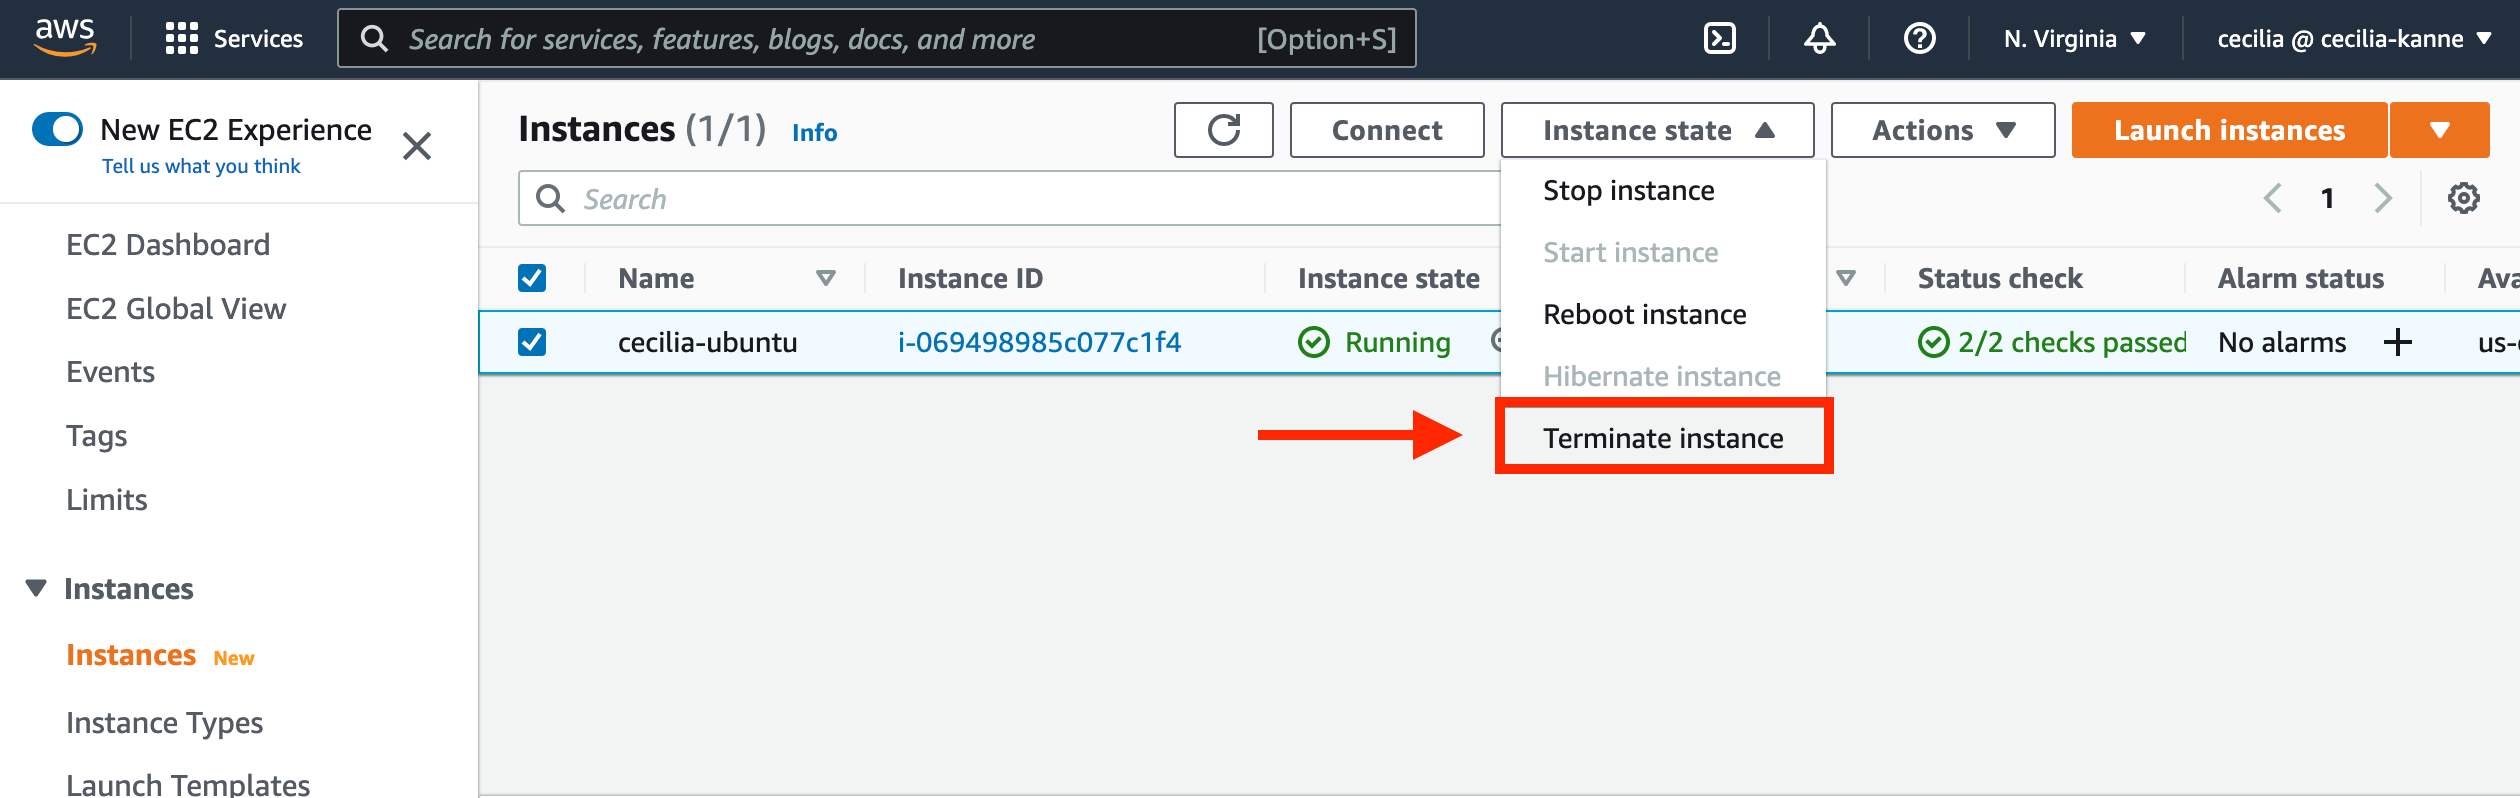 aws Services Search for services, features, blogs, docs, and more [Option+S] N. Virginia cecilia @ cecilia-kanne
New EC2 Experience
Tell us what you think
EC2 Dashboard
EC2 Global View
Events
Tags
Limits
Instances
Instances New
Instance Types
Launch Templates
Instances (1/1) Info Connect Instance state Actions Launch instances
Search
1
Stop instance
Start instance
Reboot instance
Hibernate instance
Terminate instance
Name Instance ID Instance state Status check Alarm status Ava
cecilia-ubuntu i-069498985c077c1f4 Running 2/2 checks passed No alarms us-